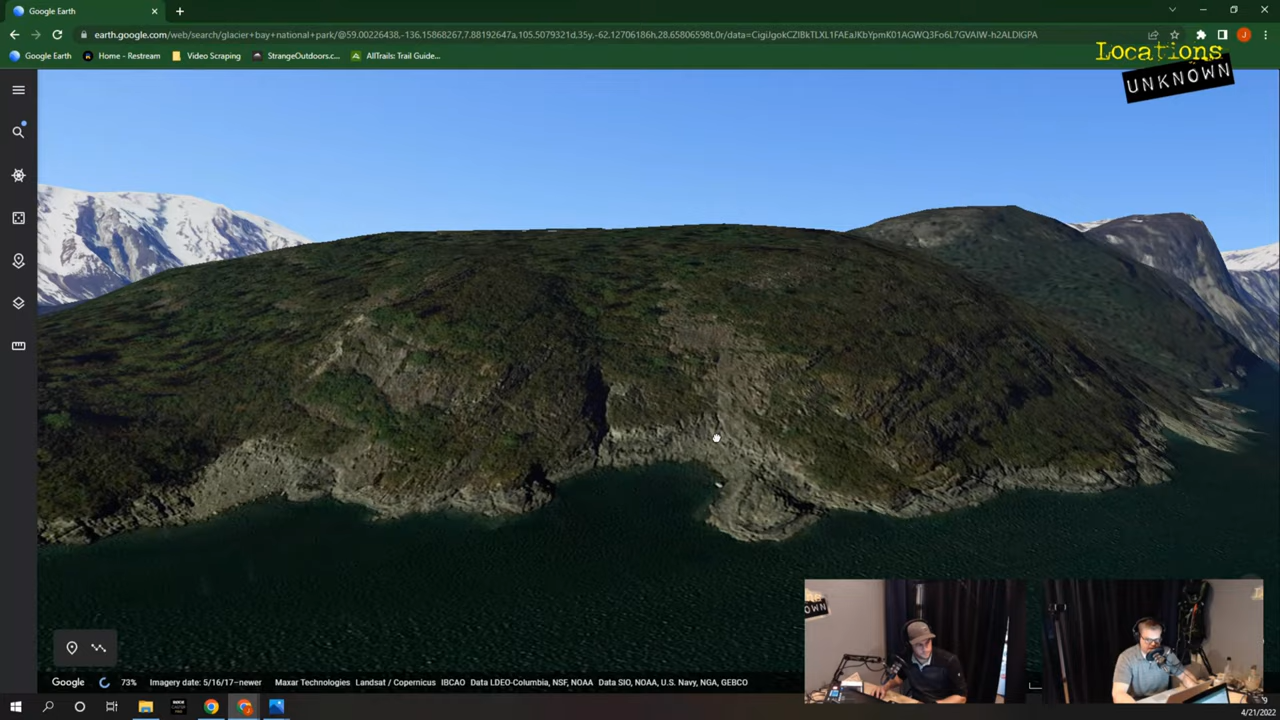 Google Earth
earth.google.com/web/search/glacier+bay+national+park/@59.00226438,-136.15868267,7.88192647a,105.5079321d,35y,-62.12706186h,28.65806598t,0r/data=CigiJgokCZIBkTLXL1FAEaJKbYpmK01AGWQ3Fo6L7GVAIW-h2ALDIGPA
Google Earth
Home - Restream
Video Scraping
StrangeOutdoors.c...
AllTrails: Trail Guide...
Locations
UNKNOWN
OWN
Google
73%
Imagery date: 5/16/17–newer
Maxar Technologies
Landsat / Copernicus
IBCAO
Data LDEO-Columbia, NSF, NOAA
Data SIO, NOAA, U.S. Navy, NGA, GEBCO
4/21/2022